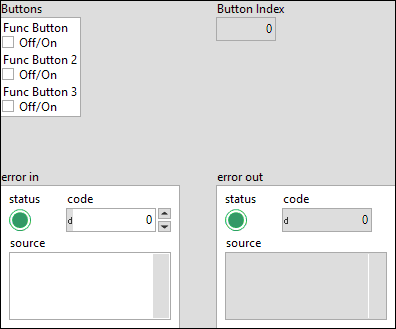 Buttons
Func Button
Off/On
Func Button 2
Off/On
Func Button 3
Off/On
Button Index
0
error in
status
code
d
0
source
error out
status
code
d
0
source